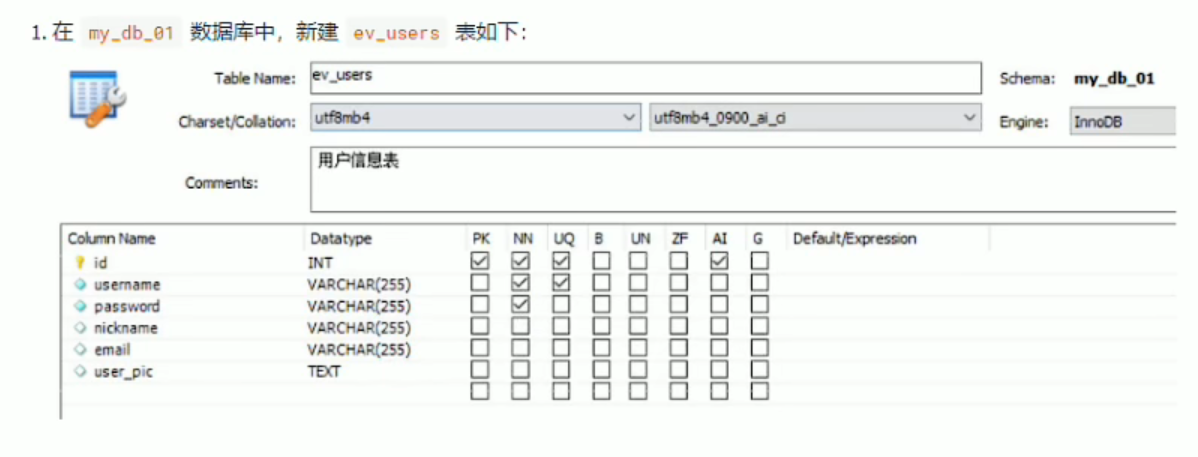 1. 在 my_db_01 数据库中，新建 ev_users 表如下：
Table Name: ev_users Schema: my_db_01
Charset/Collation: utf8mb4 utf8mb4_0900_ai_ci Engine: InnoDB
Comments: 用户信息表
Column Name Datatype PK NN UQ B UN ZF AI G Default/Expression
id INT
username VARCHAR(255)
password VARCHAR(255)
nickname VARCHAR(255)
email VARCHAR(255)
user_pic TEXT